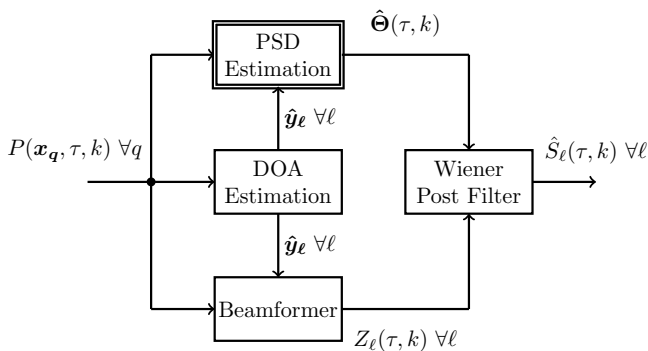 PSD
Estimation
𝚯̂(τ, k)
ŷ_ℓ ∀ℓ
P(x_q, τ, k) ∀q
DOA
Estimation
Wiener
Post Filter
Ŝ_ℓ(τ, k) ∀ℓ
ŷ_ℓ ∀ℓ
Beamformer
Z_ℓ(τ, k) ∀ℓ